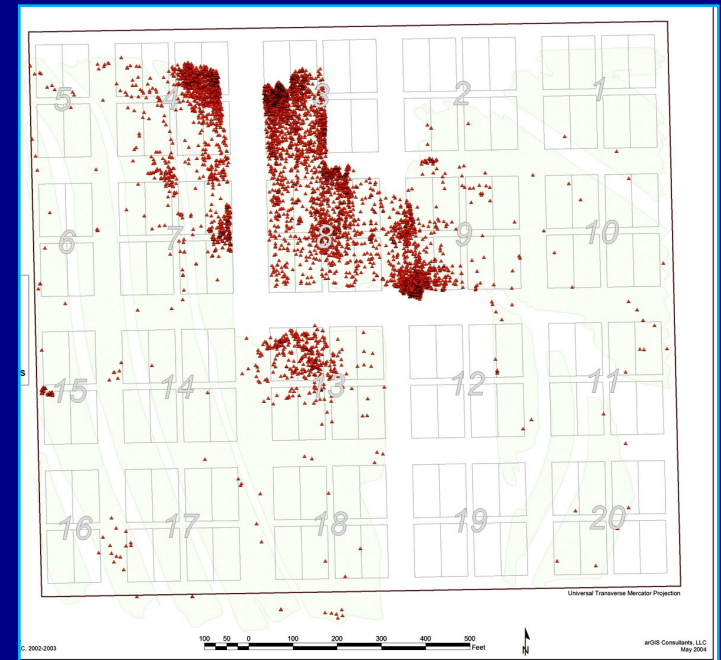 5 4 3 2 1
6 7 8 9 10
S
15 14 13 12 11
16 17 18 19 20
Universal Transverse Mercator Projection
100 50 0 100 200 300 400 500
Feet
N
C, 2002-2003
arGIS Consultants, LLC
May 2004